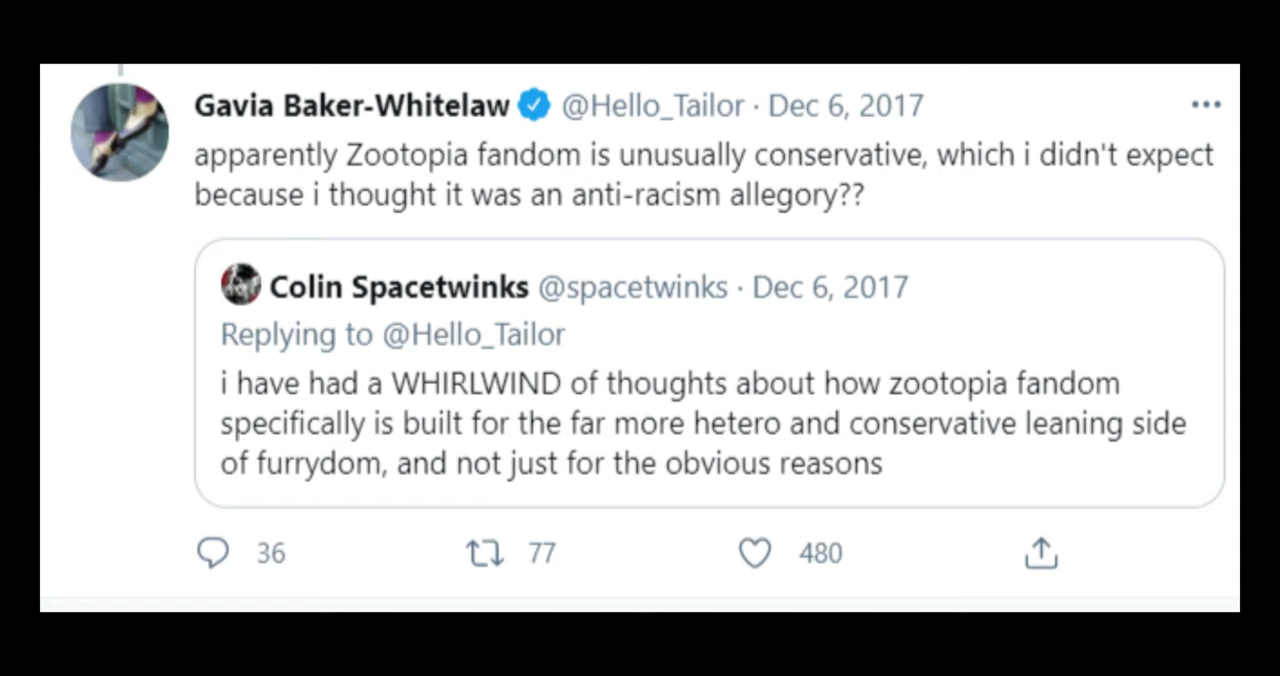 Gavia Baker-Whitelaw @Hello_Tailor · Dec 6, 2017
apparently Zootopia fandom is unusually conservative, which i didn't expect
because i thought it was an anti-racism allegory??
Colin Spacetwinks @spacetwinks · Dec 6, 2017
Replying to @Hello_Tailor
i have had a WHIRLWIND of thoughts about how zootopia fandom
specifically is built for the far more hetero and conservative leaning side
of furrydom, and not just for the obvious reasons
36 77 480